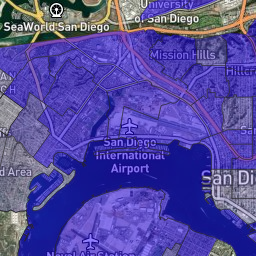 University
of San Diego
SeaWorld San Diego
Mission Hills
Hillcr
San Diego
International
Airport
San Di
d Area
Naval Air Station